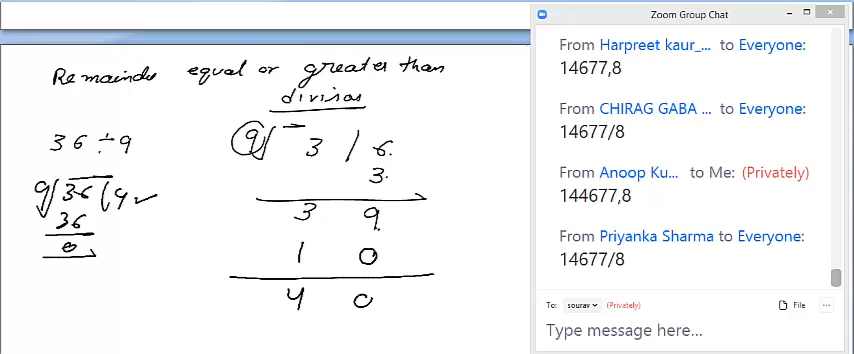 Remainder equal or greater than
divisor
36 ÷ 9
9 36 4 ✓
36
0
9 3 / 6
3
3 9
1 0
4 0
Zoom Group Chat
From Harpreet kaur_... to Everyone:
14677,8
From CHIRAG GABA ... to Everyone:
14677/8
From Anoop Ku... to Me: (Privately)
144677,8
From Priyanka Sharma to Everyone:
14677/8
To: sourav (Privately) File ...
Type message here...